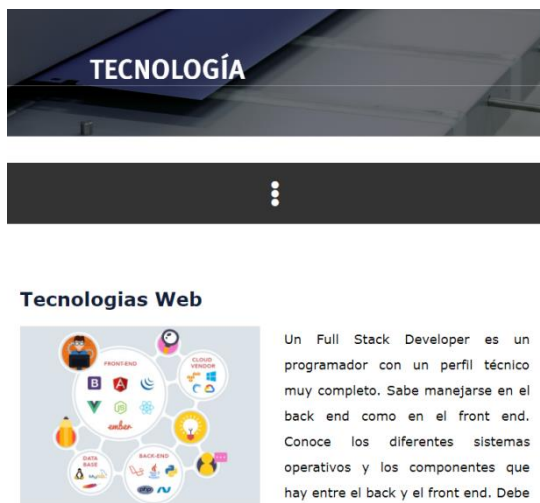 TECNOLOGÍA
Tecnologias Web
Un Full Stack Developer es un
programador con un perfil técnico
muy completo. Sabe manejarse en el
back end como en el front end.
Conoce los diferentes sistemas
operativos y los componentes que
hay entre el back y el front end. Debe
FRONT-END
CLOUD
VENDOR
ember
DATA
BASE
MySQL
BACK-END
php